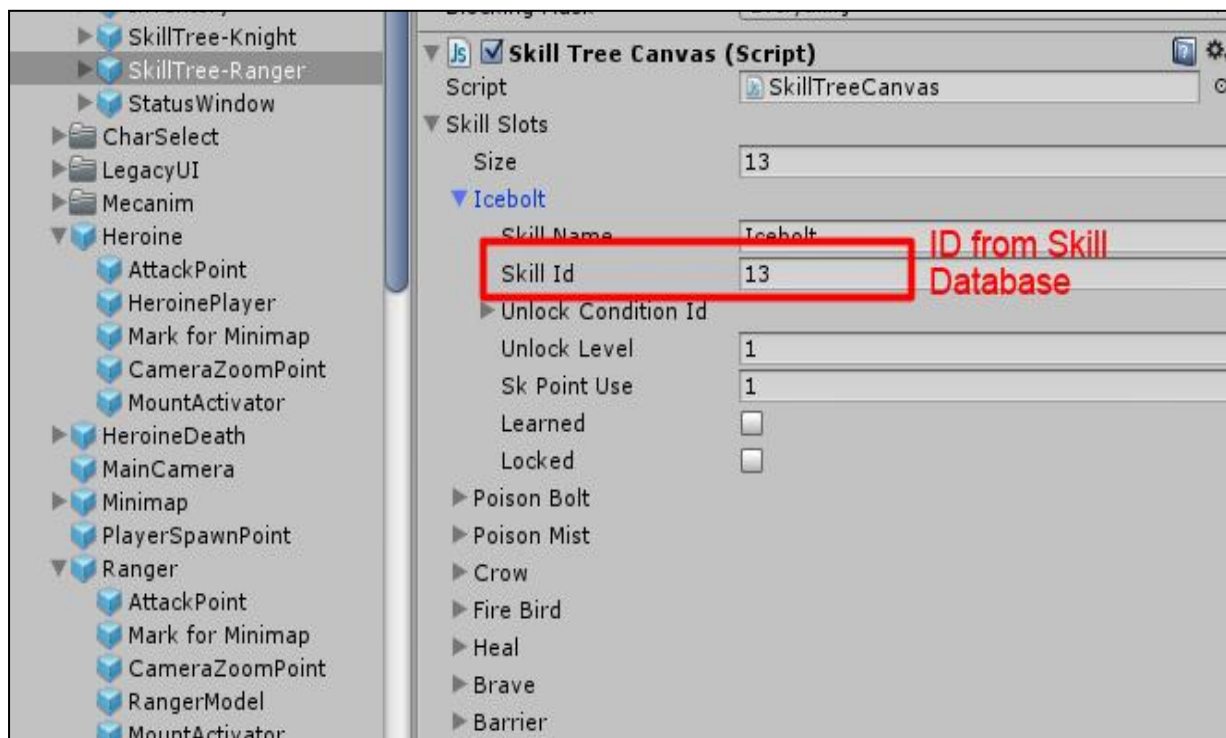 SkillTree-Knight
SkillTree-Ranger
StatusWindow
CharSelect
LegacyUI
Mecanim
Heroine
AttackPoint
HeroinePlayer
Mark for Minimap
CameraZoomPoint
MountActivator
HeroineDeath
MainCamera
Minimap
PlayerSpawnPoint
Ranger
AttackPoint
Mark for Minimap
CameraZoomPoint
RangerModel
MountActivator
Js Skill Tree Canvas (Script)
Script SkillTreeCanvas
Skill Slots
Size 13
Icebolt
Skill Name Icebolt
Skill Id 13
ID from Skill
Database
Unlock Condition Id
Unlock Level 1
Sk Point Use 1
Learned
Locked
Poison Bolt
Poison Mist
Crow
Fire Bird
Heal
Brave
Barrier